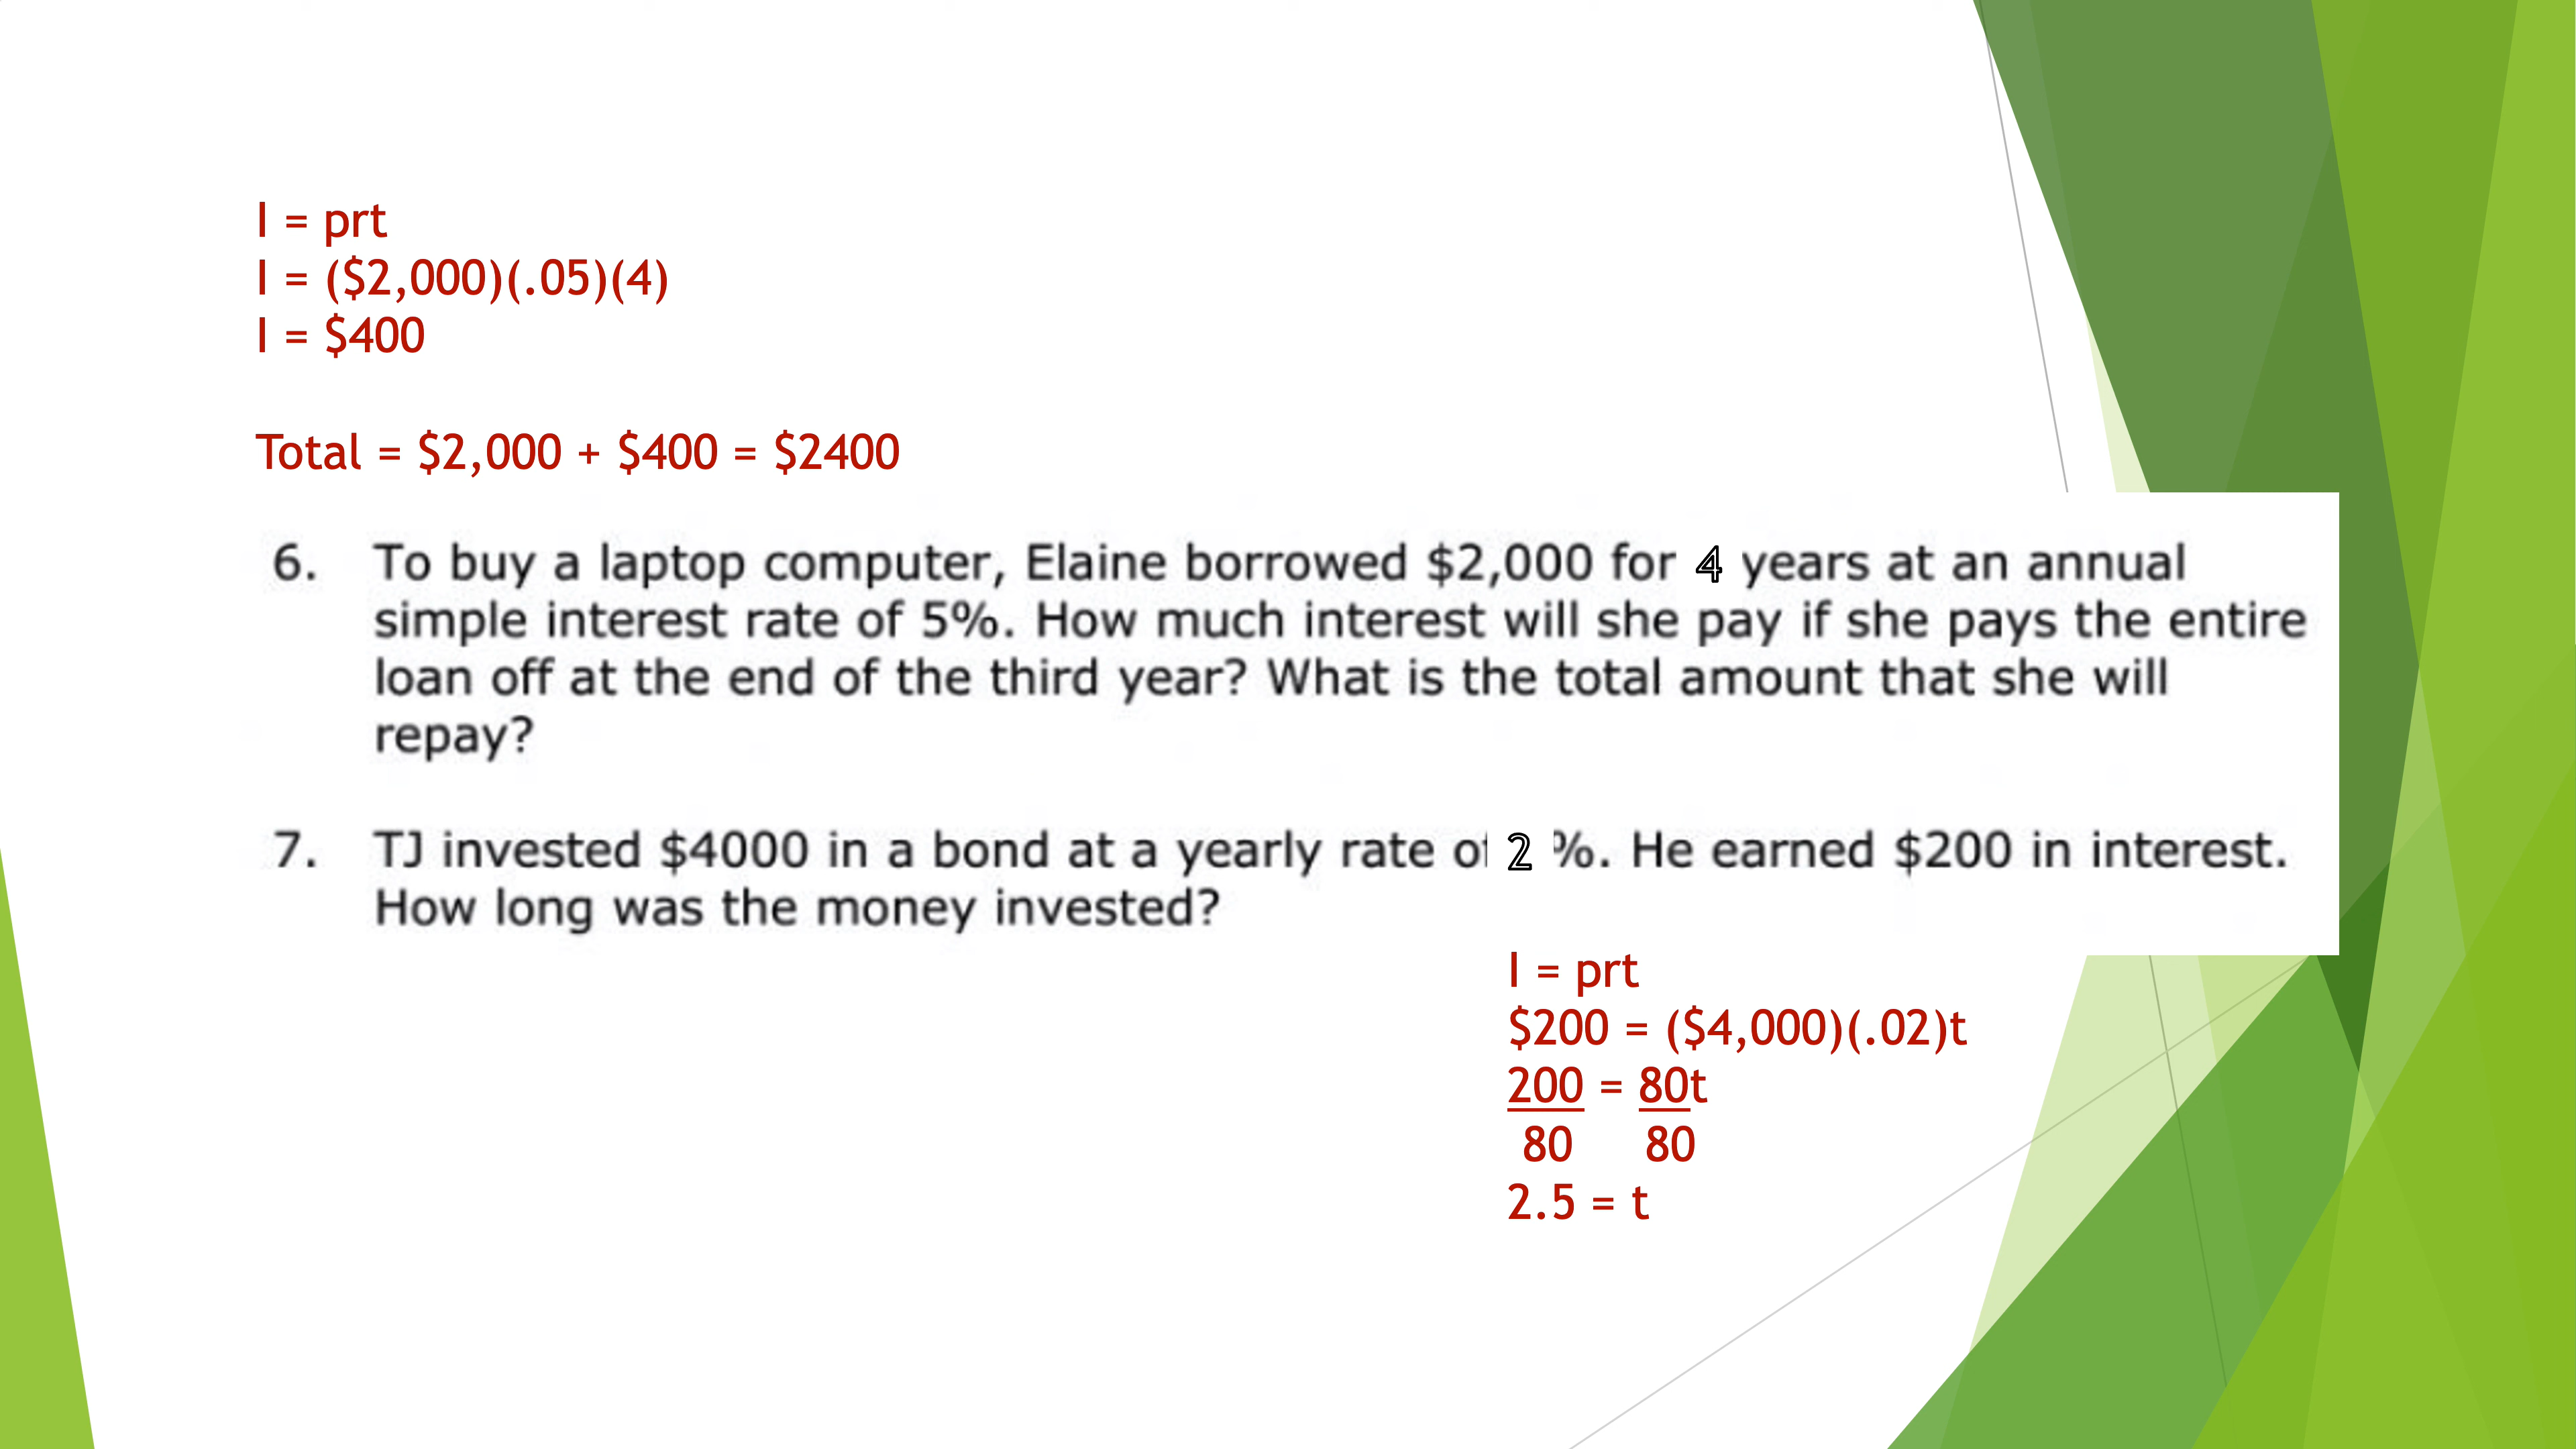 I = prt
I = ($2,000)(.05)(4)
I = $400
Total = $2,000 + $400 = $2400
6. To buy a laptop computer, Elaine borrowed $2,000 for 4 years at an annual
simple interest rate of 5%. How much interest will she pay if she pays the entire
loan off at the end of the third year? What is the total amount that she will
repay?
7. TJ invested $4000 in a bond at a yearly rate of 2 %. He earned $200 in interest.
How long was the money invested?
I = prt
$200 = ($4,000)(.02)t
200 = 80t
80 80
2.5 = t